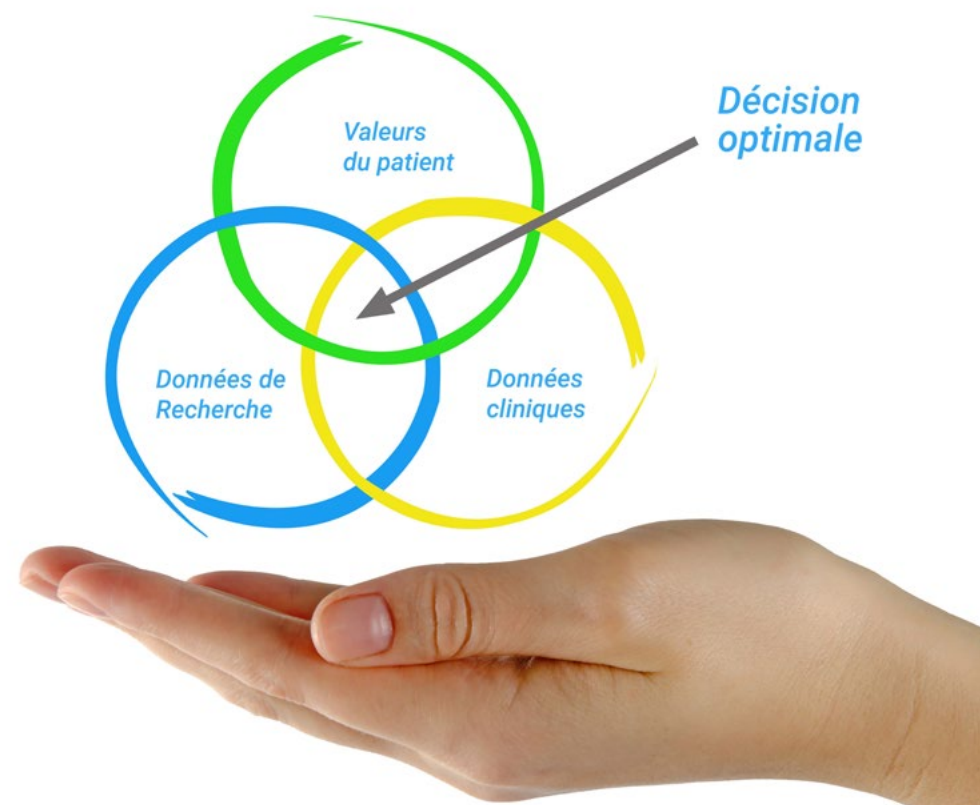 Décision
optimale
Valeurs
du patient
Données de
Recherche
Données
cliniques